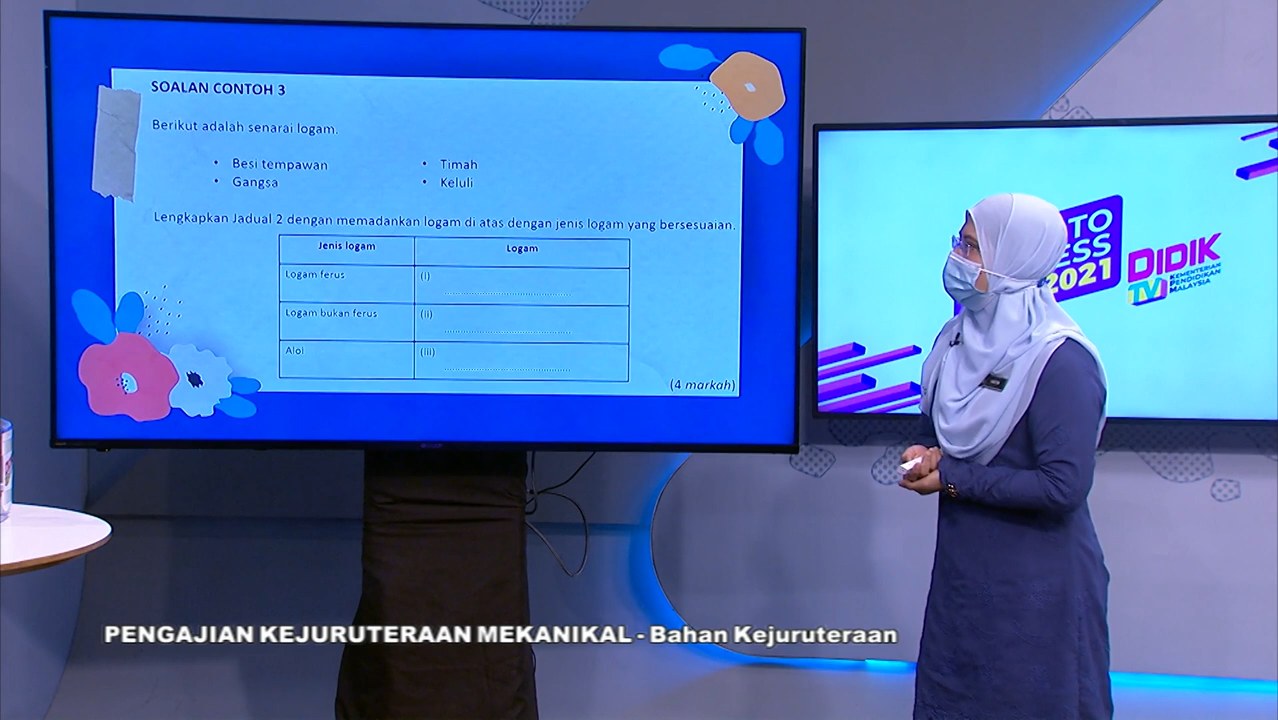 SOALAN CONTOH 3
Berikut adalah senarai logam.
• Besi tempawan
• Timah
• Gangsa
• Keluli
Lengkapkan Jadual 2 dengan memadankan logam di atas dengan jenis logam yang bersesuaian.
Jenis logam
Logam
Logam ferus
(i)
Logam bukan ferus
(ii)
Aloi
(iii)
(4 markah)
TO
ESS
2021
DIDIK
TV
KEMENTERIAN
PENDIDIKAN
MALAYSIA
PENGAJIAN KEJURUTERAAN MEKANIKAL - Bahan Kejuruteraan